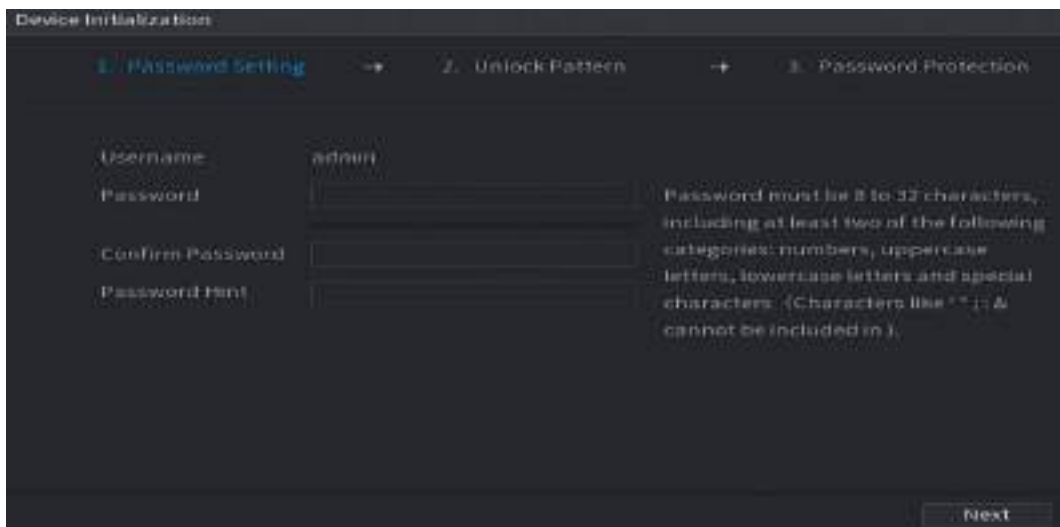 Device Initialization
1. Password Setting → 2. Unlock Pattern → 3. Password Protection
Username admin
Password
Password must be 8 to 32 characters,
including at least two of the following
Confirm Password
categories: numbers, uppercase
letters, lowercase letters and special
Password Hint
characters (Characters like ' " ; : &
cannot be included in ).
Next